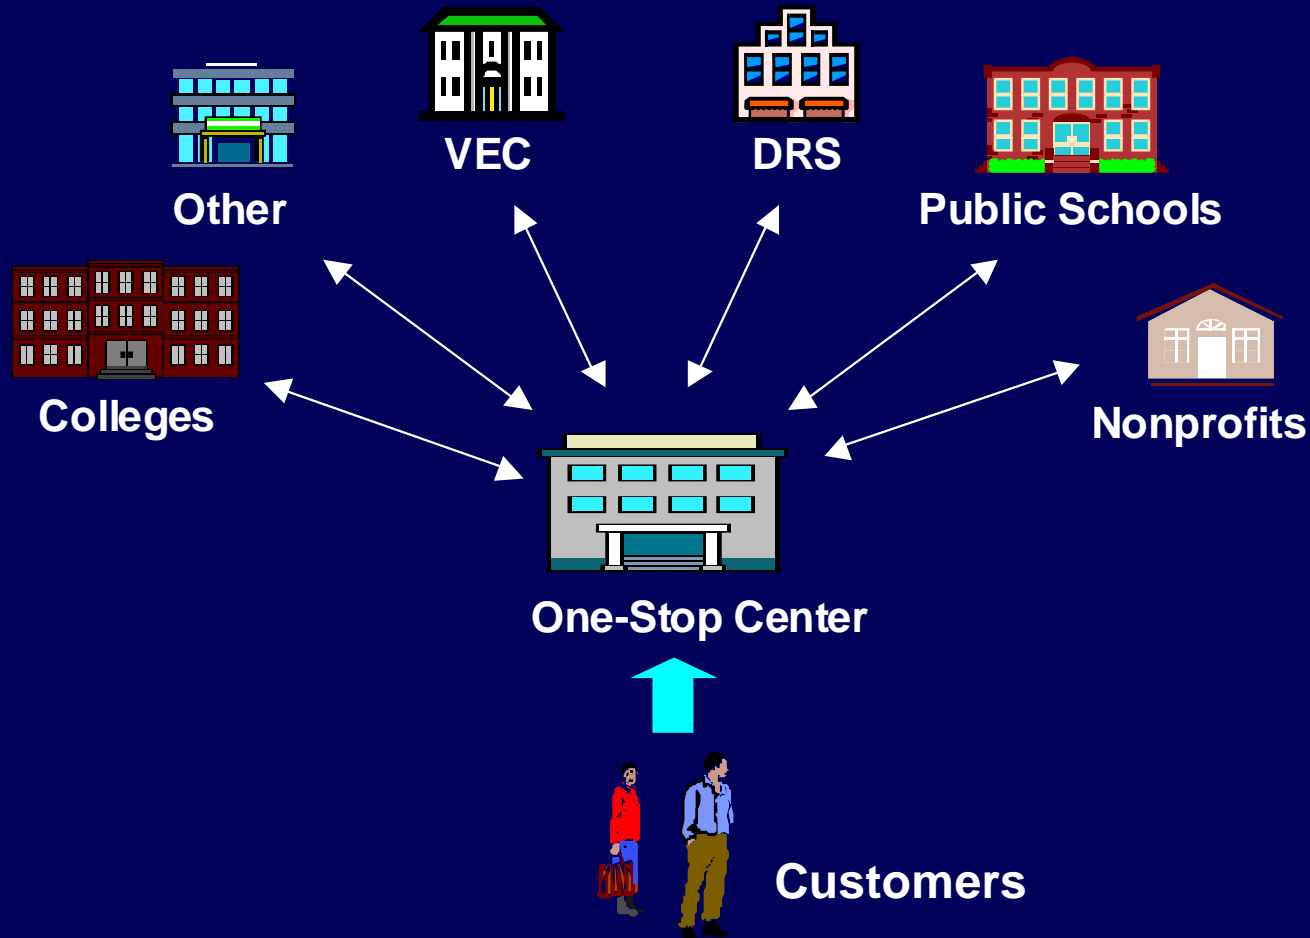 VEC
DRS
Other
Public Schools
Colleges
Nonprofits
One-Stop Center
Customers